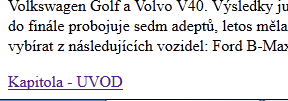 Volkswagen Golf a Volvo V40. Výsledky ju
do finále probojuje sedm adeptů, letos měla
vybírat z následujících vozidel: Ford B-Max
Kapitola - UVOD